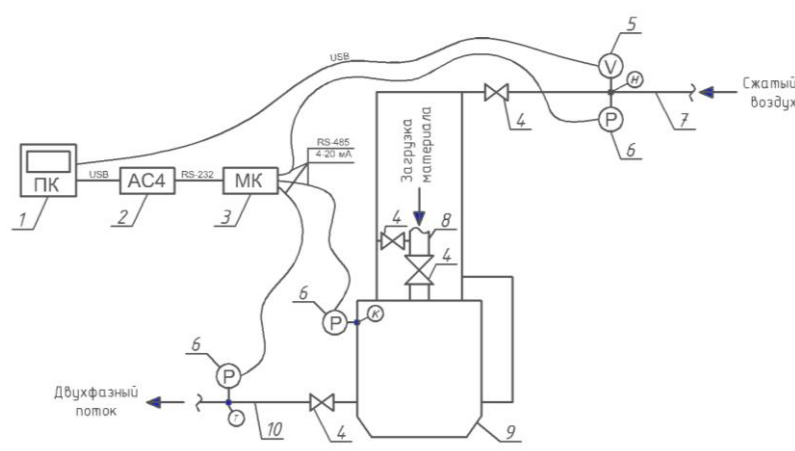 5
USB
V
Н
Сжатый
воздух
4
7
P
6
RS-485
4-20 мА
Загрузка
материала
ПК
USB
АС4
RS-232
МК
1
2
3
4
8
4
6
P
К
6
P
Двухфазный
поток
Т
10
4
9